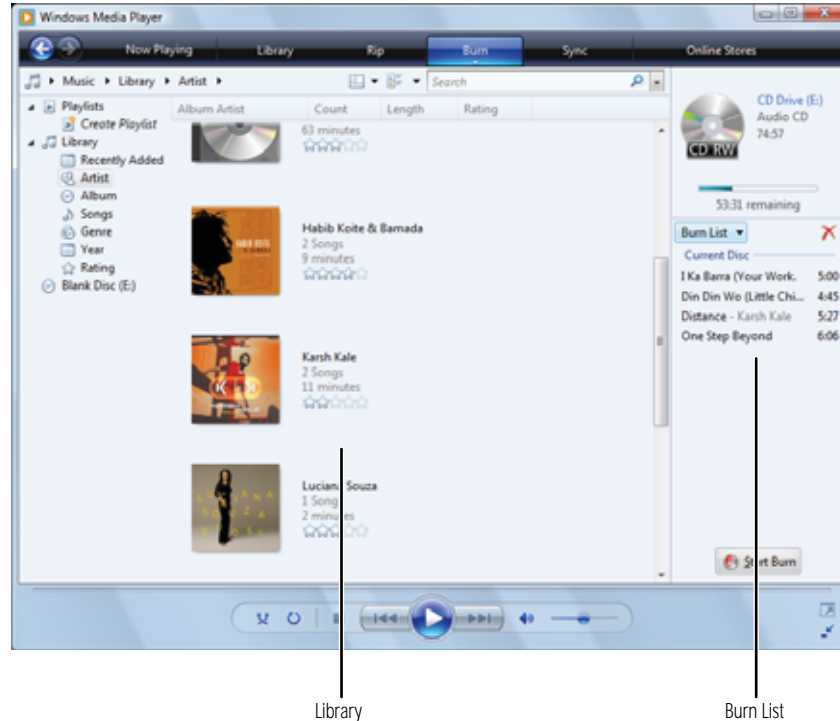 Windows Media Player
Now Playing Library Rip Burn Sync Online Stores
Music Library Artist Search
Playlists
Create Playlist
Library
Recently Added
Artist
Album
Songs
Genre
Year
Rating
Blank Disc (E:)
Album Artist Count Length Rating
63 minutes
HABIB KOITE
Habib Koite & Bamada
2 Songs
9 minutes
Karsh Kale
2 Songs
11 minutes
LUCIANA
SOUZA
Luciana Souza
1 Song
2 minutes
CD Drive (E:)
Audio CD
74:57
CD RW
53:31 remaining
Burn List
Current Disc
I Ka Barra (Your Work. 5:00
Din Din Wo (Little Chi... 4:45
Distance - Karsh Kale 5:27
One Step Beyond 6:06
Start Burn
Library Burn List